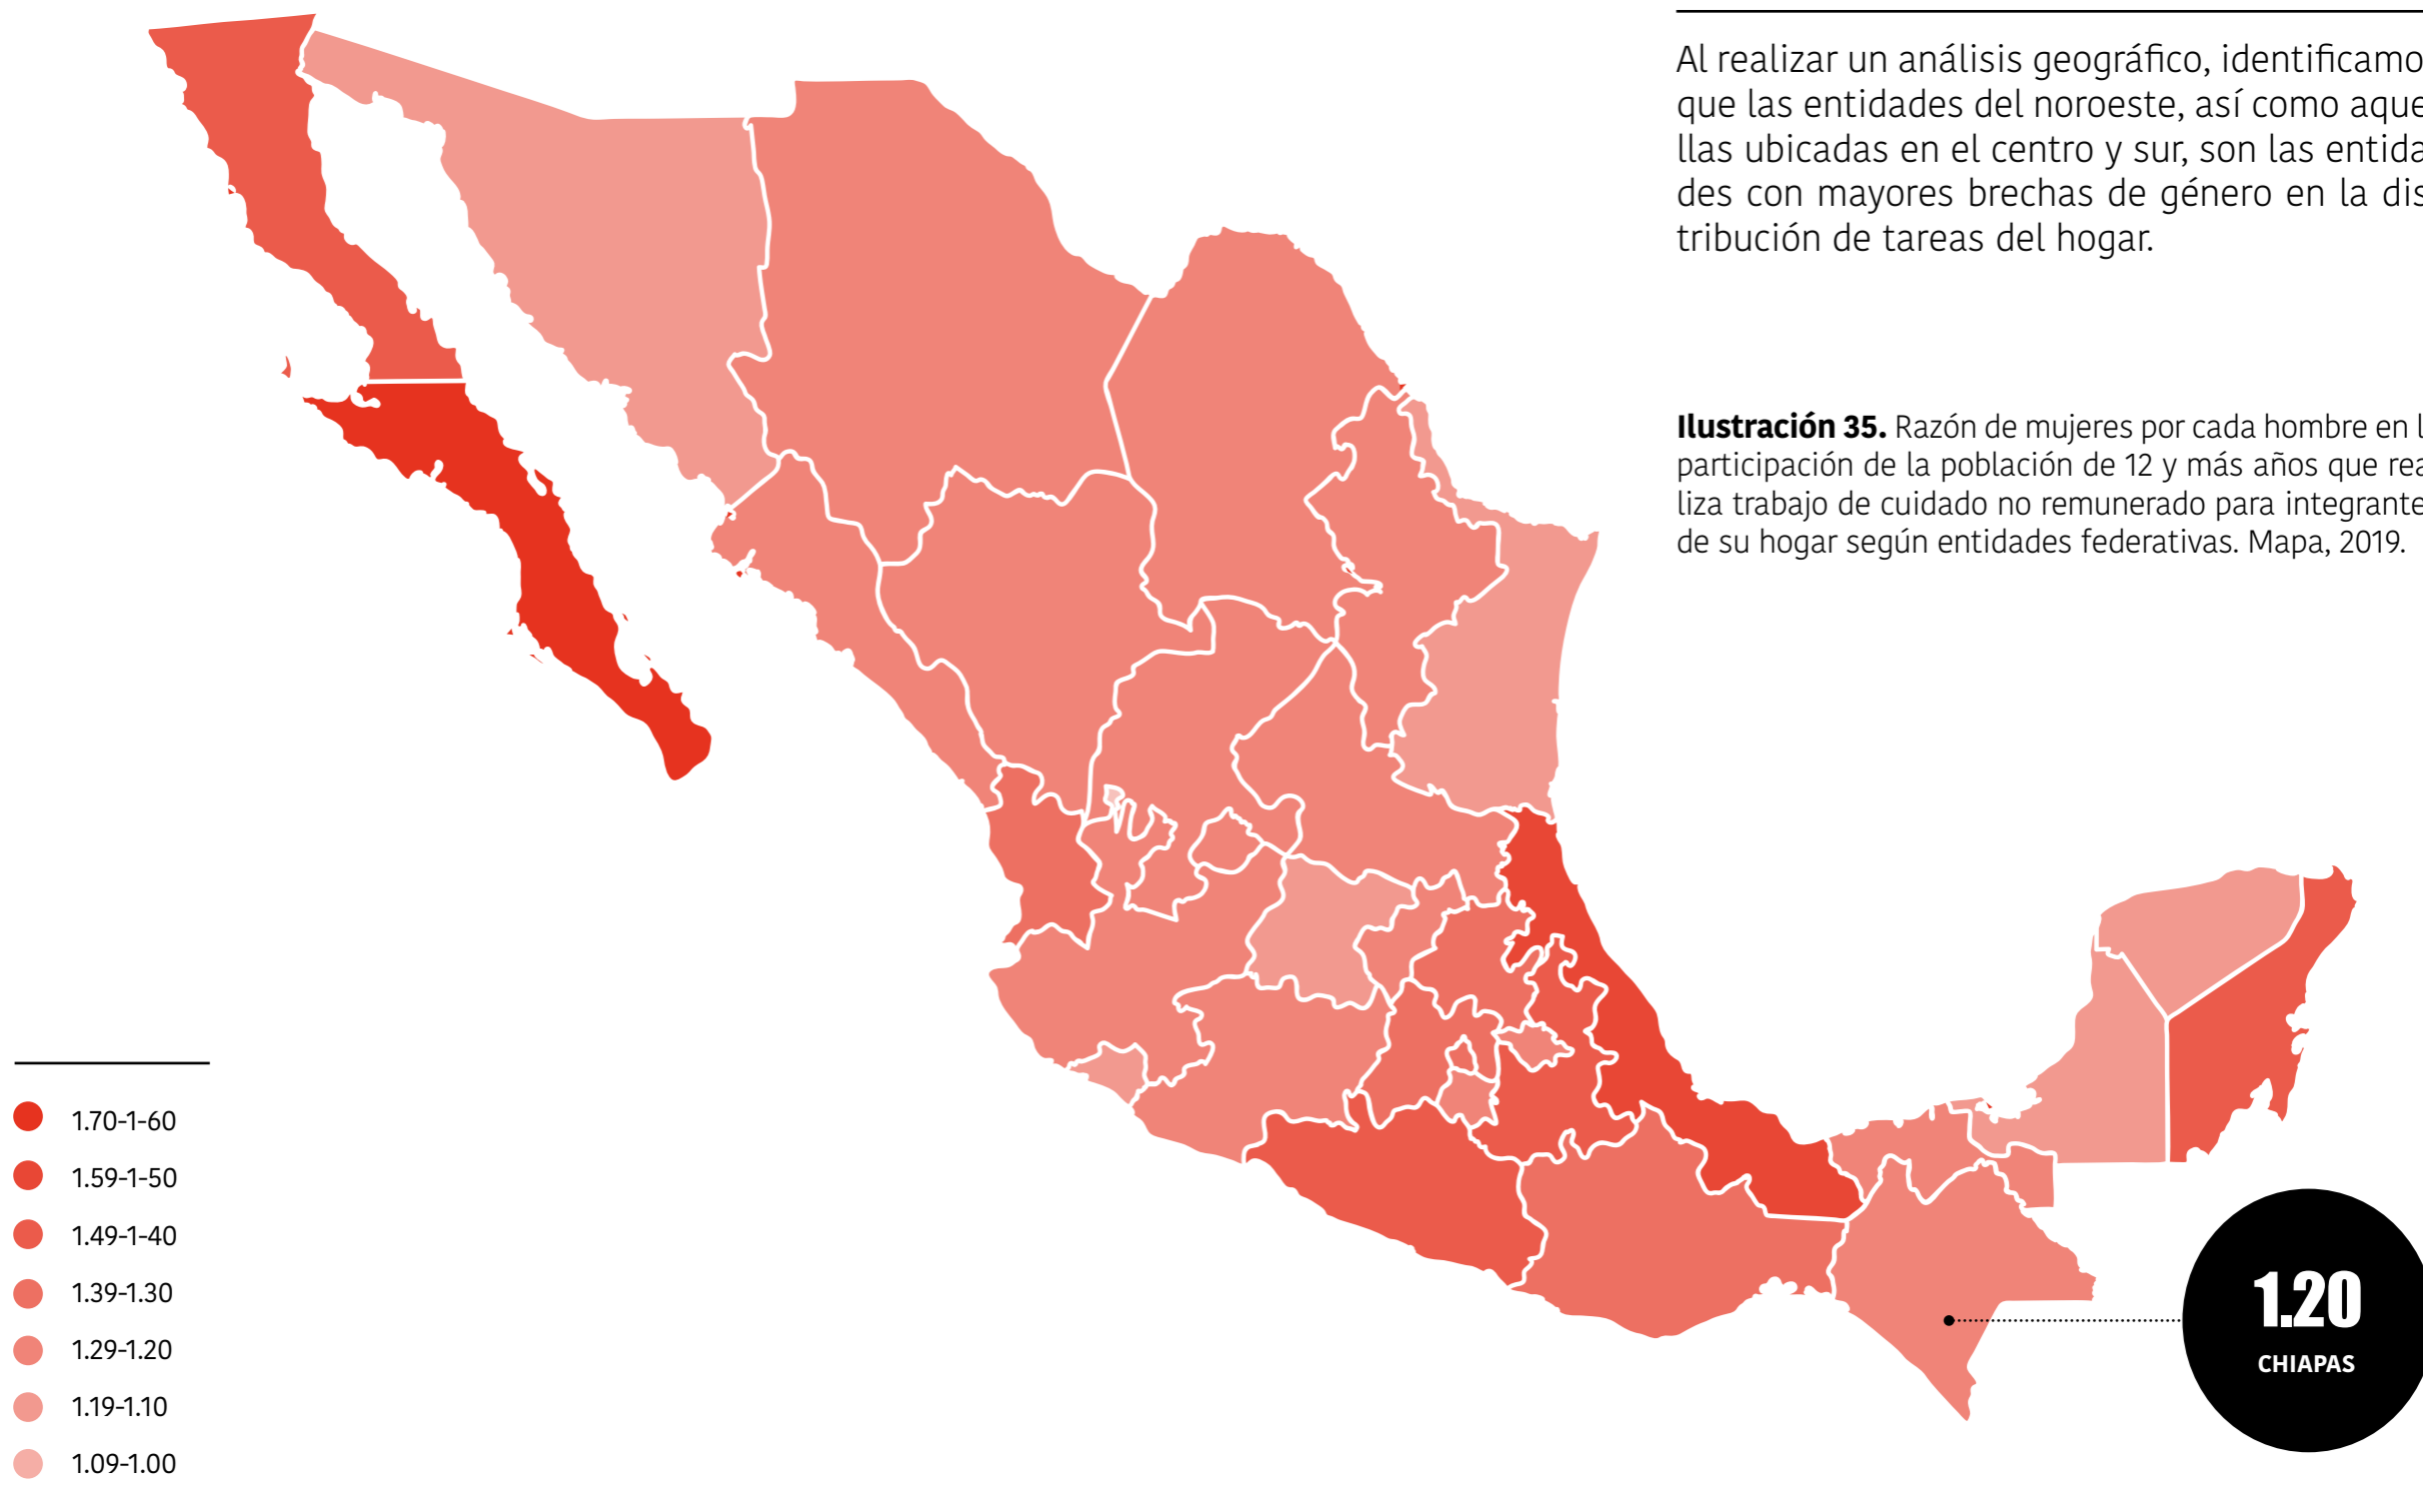 Al realizar un análisis geográfico, identificamo
que las entidades del noroeste, así como aque
llas ubicadas en el centro y sur, son las entida
des con mayores brechas de género en la dis
tribución de tareas del hogar.
Ilustración 35. Razón de mujeres por cada hombre en l
participación de la población de 12 y más años que rea
liza trabajo de cuidado no remunerado para integrante
de su hogar según entidades federativas. Mapa, 2019.
1.70-1-60
1.59-1-50
1.49-1-40
1.39-1.30
1.29-1.20
1.19-1.10
1.09-1.00
1.20
CHIAPAS